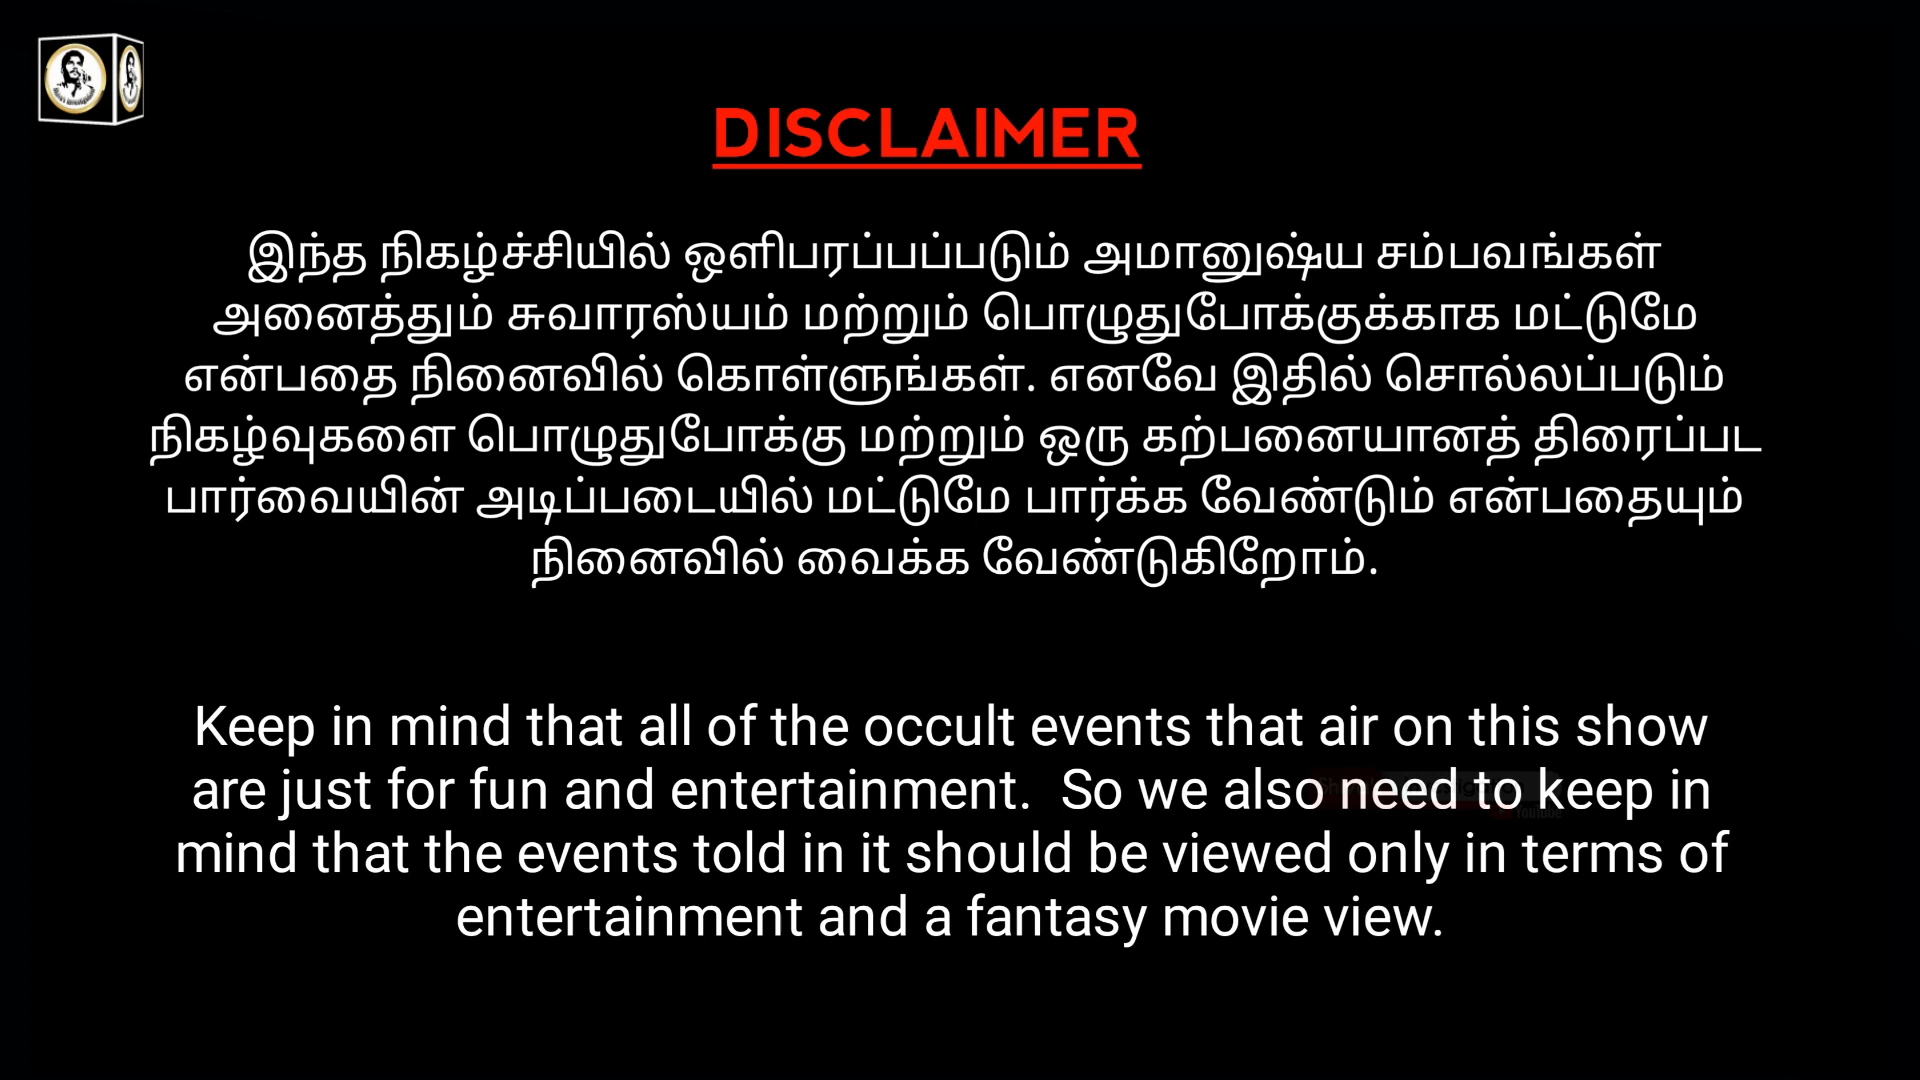 DISCLAIMER
இந்த நிகழ்ச்சியில் ஒளிபரப்பப்படும் அமானுஷ்ய சம்பவங்கள்
அனைத்தும் சுவாரஸ்யம் மற்றும் பொழுதுபோக்குக்காக மட்டுமே
என்பதை நினைவில் கொள்ளுங்கள். எனவே இதில் சொல்லப்படும்
நிகழ்வுகளை பொழுதுபோக்கு மற்றும் ஒரு கற்பனையானத் திரைப்பட
பார்வையின் அடிப்படையில் மட்டுமே பார்க்க வேண்டும் என்பதையும்
நினைவில் வைக்க வேண்டுகிறோம்.
Keep in mind that all of the occult events that air on this show
are just for fun and entertainment.  So we also need to keep in
mind that the events told in it should be viewed only in terms of
entertainment and a fantasy movie view.
Youtube